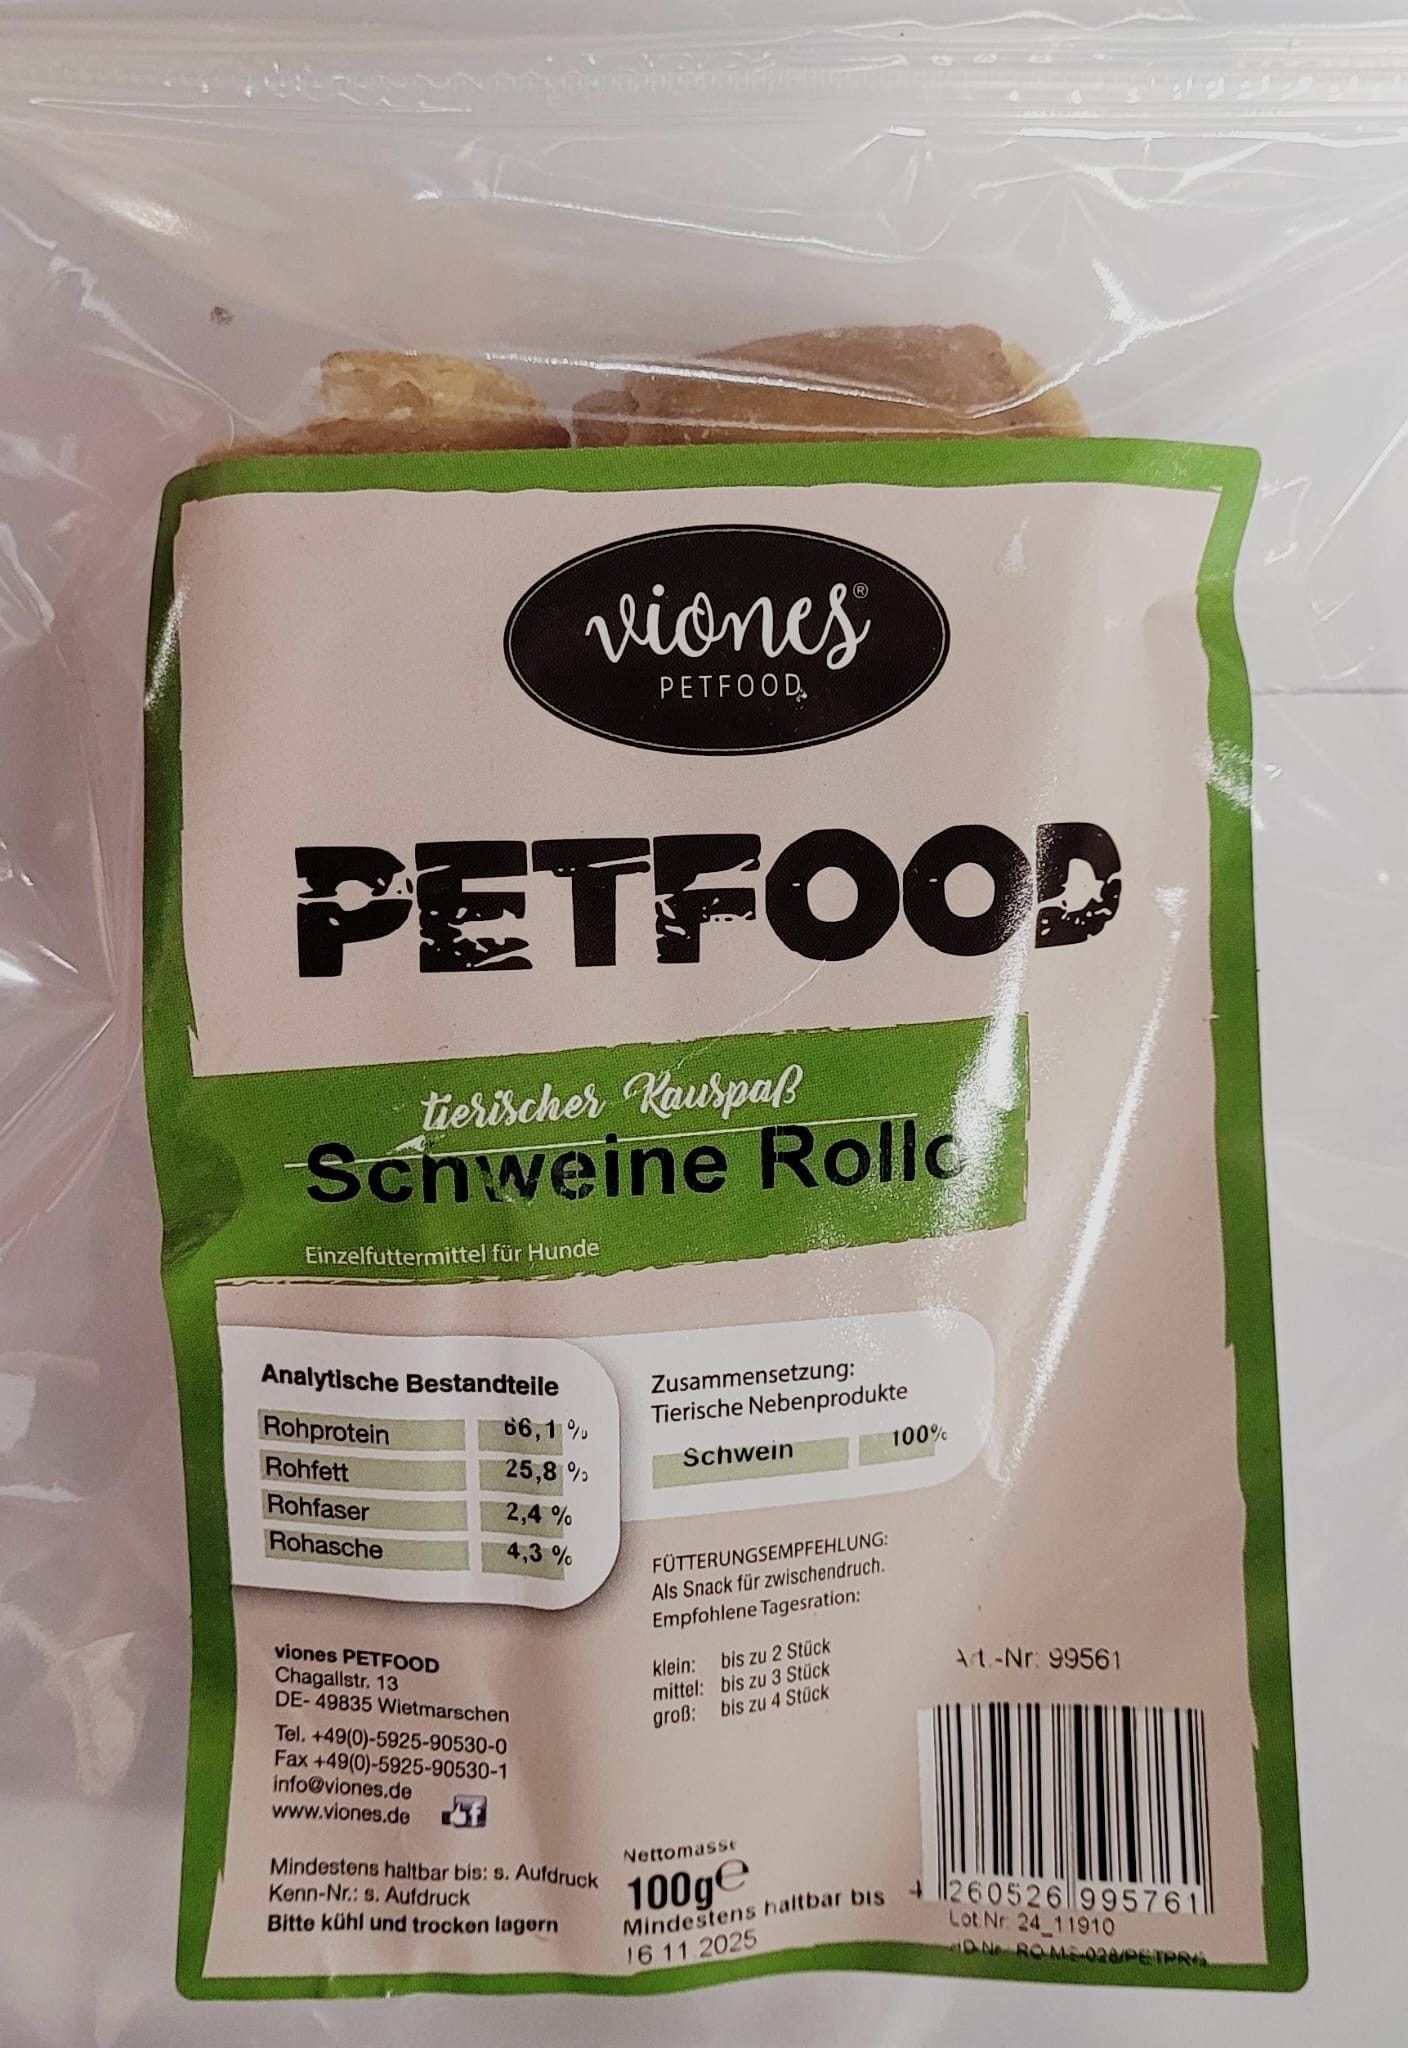 viones®
PETFOOD
PETFOOD
tierischer Kauspaß
Schweine Rollo
Einzelfuttermittel für Hunde
Analytische Bestandteile
Rohprotein 66,1 %
Rohfett 25,8 %
Rohfaser 2,4 %
Rohasche 4,3 %
Zusammensetzung:
Tierische Nebenprodukte
Schwein 100%
FÜTTERUNGSEMPFEHLUNG:
Als Snack für zwischendruch.
Empfohlene Tagesration:
klein: bis zu 2 Stück
mittel: bis zu 3 Stück
groß: bis zu 4 Stück
viones PETFOOD
Chagallstr. 13
DE- 49835 Wietmarschen
Tel. +49(0)-5925-90530-0
Fax +49(0)-5925-90530-1
info@viones.de
www.viones.de
Mindestens haltbar bis: s. Aufdruck
Kenn-Nr.: s. Aufdruck
Bitte kühl und trocken lagern
Nettomasse
100g℮
Mindestens haltbar bis
16 11 2025
Art.-Nr: 99561
4 260526 995761
Lot.Nr: 24_11910